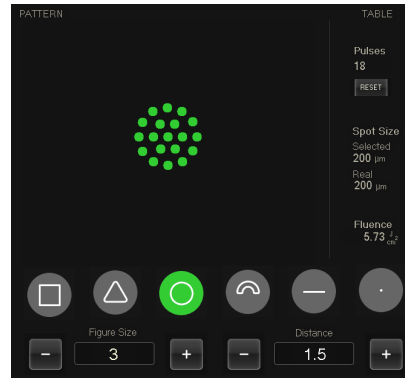 PATTERN
TABLE
Pulses
18
RESET
Spot Size
Selected
200 µm
Real
200 µm
Fluence
5.73 J/cm²
Figure Size
- 3 +
Distance
- 1.5 +